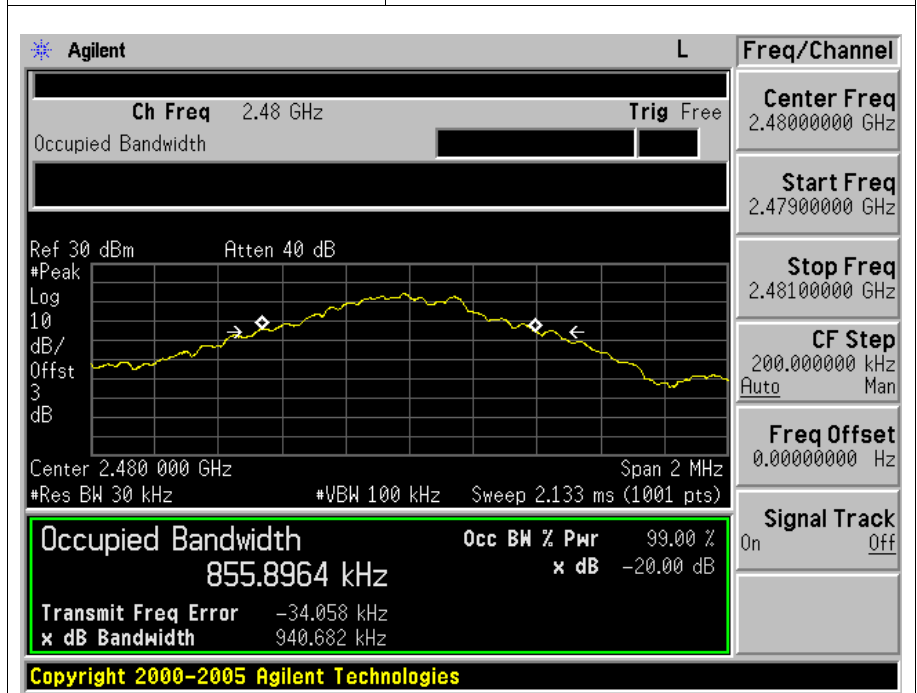 Agilent L Freq/Channel
Ch Freq 2.48 GHz Trig Free
Occupied Bandwidth
Center Freq
2.48000000 GHz
Start Freq
2.47900000 GHz
Stop Freq
2.48100000 GHz
CF Step
200.000000 kHz
Auto Man
Freq Offset
0.00000000 Hz
Signal Track
On Off
Ref 30 dBm Atten 40 dB
#Peak
Log
10
dB/
Offst
3
dB
Center 2.480 000 GHz Span 2 MHz
#Res BW 30 kHz #VBW 100 kHz Sweep 2.133 ms (1001 pts)
Occupied Bandwidth
855.8964 kHz
Occ BW % Pwr 99.00 %
x dB -20.00 dB
Transmit Freq Error -34.058 kHz
x dB Bandwidth 940.682 kHz
Copyright 2000-2005 Agilent Technologies